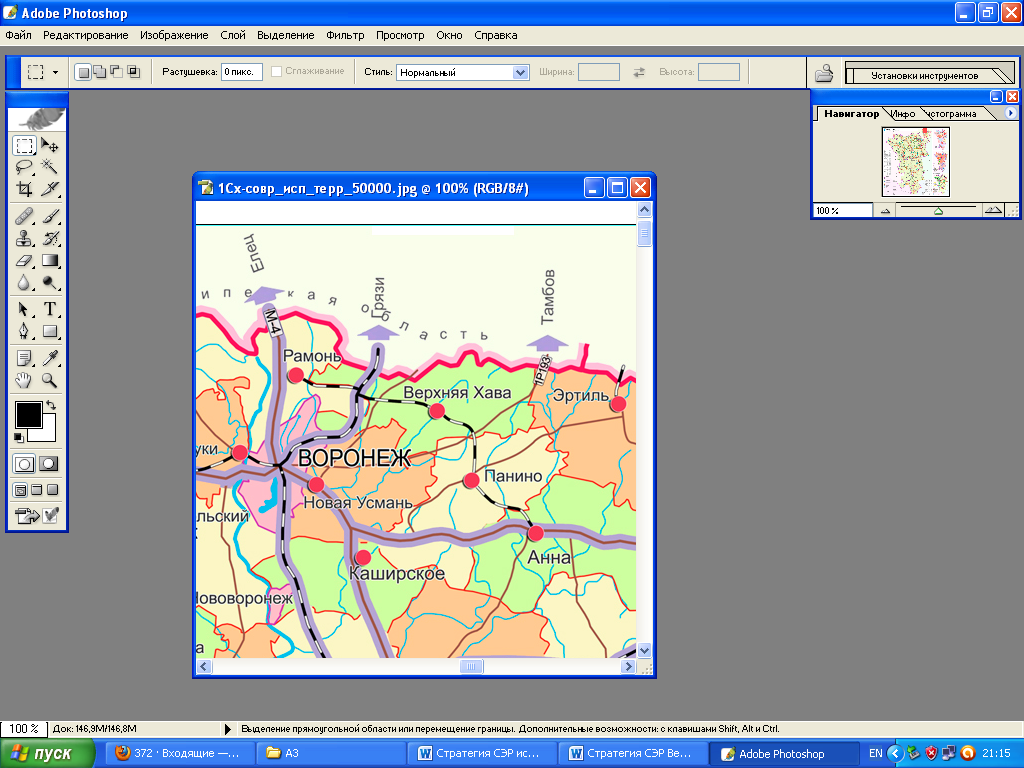 Adobe Photoshop
Файл Редактирование Изображение Слой Выделение Фильтр Просмотр Окно Справка
Растушевка: 0 пикс. Сглаживание Стиль: Нормальный Ширина: Высота: Установки инструментов
Навигатор Инфо истограмма
100 %
1Сх-совр_исп_терр_50000.jpg @ 100% (RGB/8#)
Елец
Грязи
Тамбов
ипецкая область
М-4
1Р193
Рамонь
Верхняя Хава
Эртиль
уки
ВОРОНЕЖ
Панино
Новая Усмань
льский
Анна
Каширское
Нововоронеж
а
100 % Док: 146,9M/146,8M Выделение прямоугольной области или перемещение границы. Дополнительные возможности: с клавишами Shift, Alt и Ctrl.
пуск 372 · Входящие —... А3 Стратегия СЭР ис... Стратегия СЭР Ве... Adobe Photoshop EN 21:15